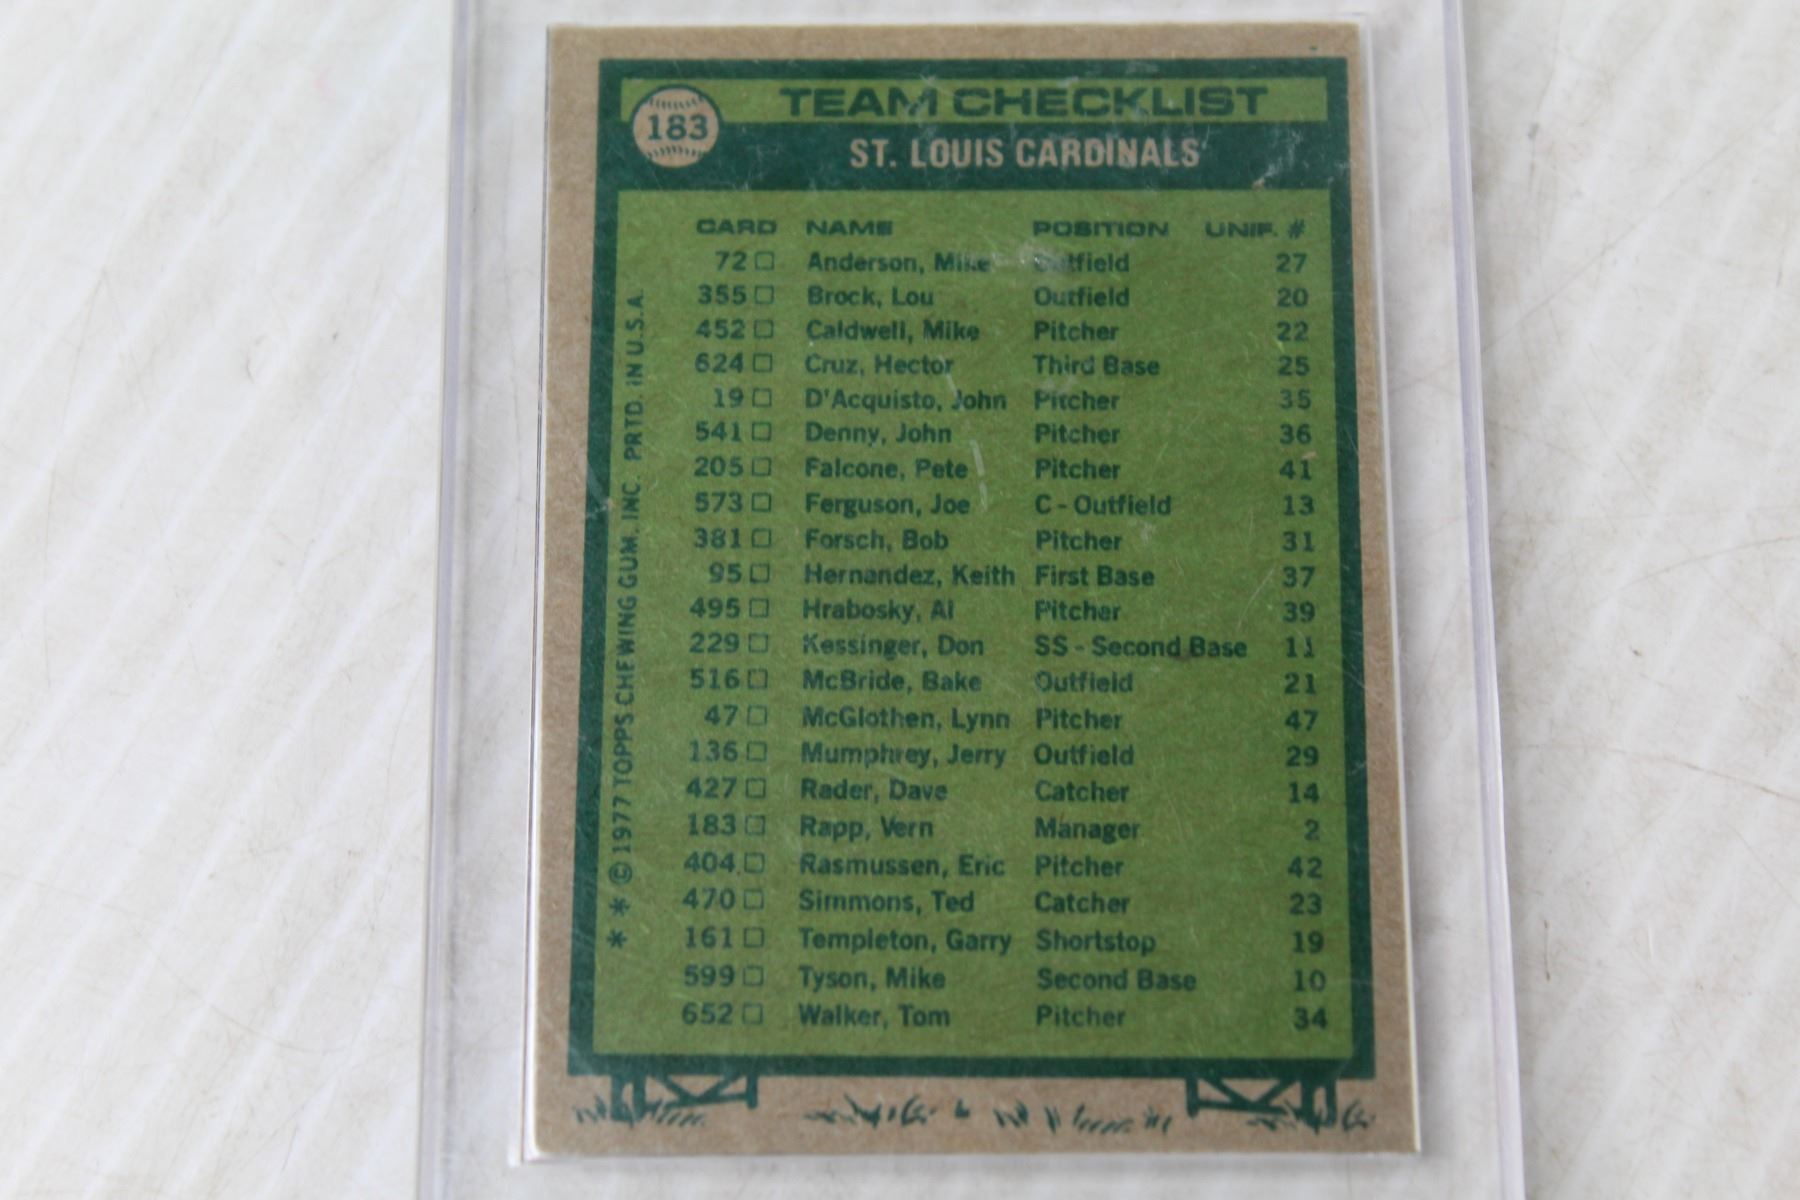 183
TEAM CHECKLIST
ST. LOUIS CARDINALS
CARD NAME POSITION UNIF. #
72 Anderson, Mike Outfield 27
355 Brock, Lou Outfield 20
452 Caldwell, Mike Pitcher 22
624 Cruz, Hector Third Base 25
19 D'Acquisto, John Pitcher 35
541 Denny, John Pitcher 36
205 Falcone, Pete Pitcher 41
573 Ferguson, Joe C - Outfield 13
381 Forsch, Bob Pitcher 31
95 Hernandez, Keith First Base 37
495 Hrabosky, Al Pitcher 39
229 Kessinger, Don SS - Second Base 11
516 McBride, Bake Outfield 21
47 McGlothen, Lynn Pitcher 47
136 Mumphrey, Jerry Outfield 29
427 Rader, Dave Catcher 14
183 Rapp, Vern Manager 2
404 Rasmussen, Eric Pitcher 42
470 Simmons, Ted Catcher 23
161 Templeton, Garry Shortstop 19
599 Tyson, Mike Second Base 10
652 Walker, Tom Pitcher 34
* * © 1977 TOPPS CHEWING GUM, INC. PRTD. IN U.S.A.